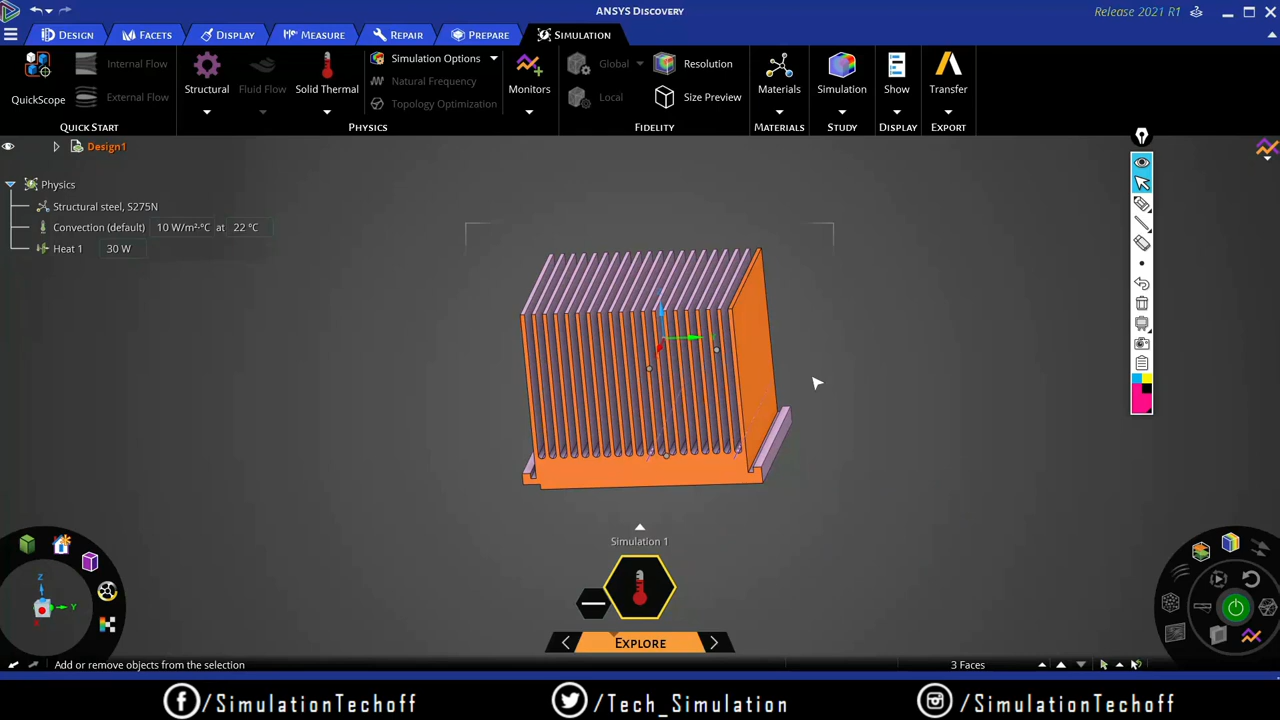 ANSYS Discovery
Release 2021 R1
DESIGN
FACETS
DISPLAY
MEASURE
REPAIR
PREPARE
SIMULATION
QuickScope
Internal Flow
External Flow
QUICK START
Structural
Fluid Flow
Solid Thermal
Simulation Options
Natural Frequency
Topology Optimization
PHYSICS
Monitors
Global
Local
Resolution
Size Preview
FIDELITY
Materials
MATERIALS
Simulation
STUDY
Show
DISPLAY
Transfer
EXPORT
Design1
Physics
Structural steel, S275N
Convection (default) 10 W/m²·°C at 22 °C
Heat 1 30 W
Z
Y
Simulation 1
EXPLORE
Add or remove objects from the selection
3 Faces
/SimulationTechoff
/Tech_Simulation
/SimulationTechoff